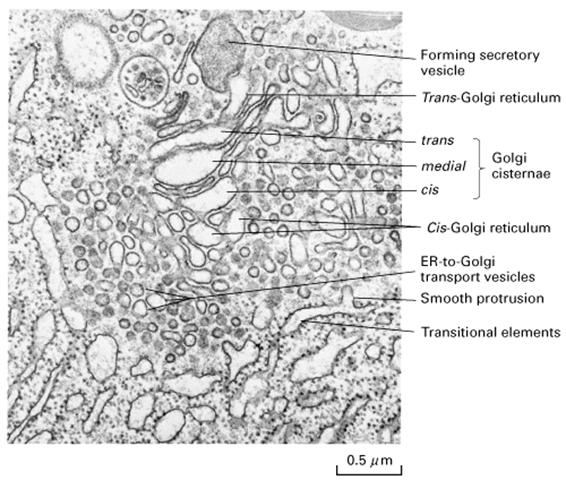 Forming secretory
vesicle
Trans-Golgi reticulum
trans
medial
cis
Golgi
cisternae
Cis-Golgi reticulum
ER-to-Golgi
transport vesicles
Smooth protrusion
Transitional elements
0.5 μm